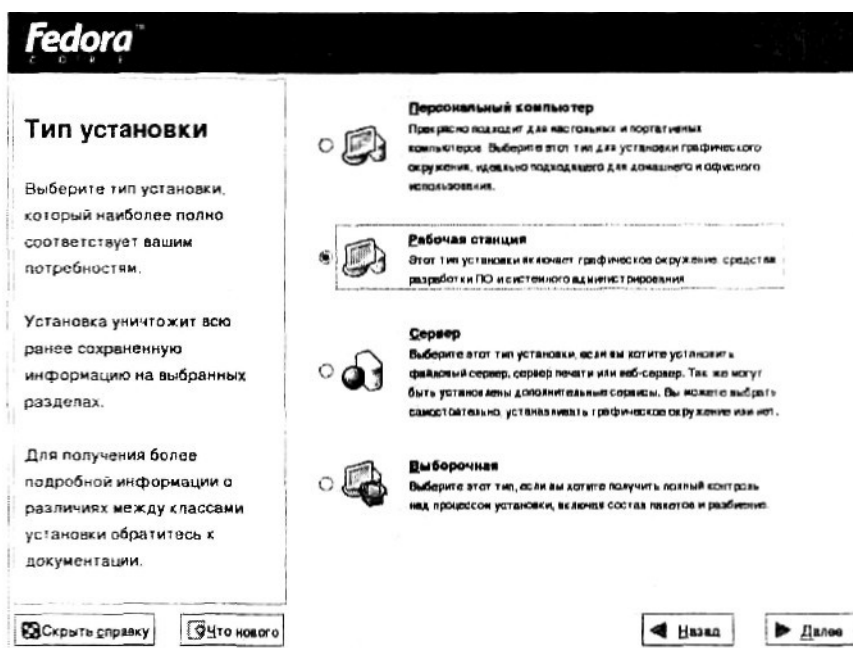 Fedora™
CORE
Тип установки
Выберите тип установки,
который наиболее полно
соответствует вашим
потребностям.
Установка уничтожит всю
ранее сохраненную
информацию на выбранных
разделах.
Для получения более
подробной информации о
различиях между классами
установки обратитесь к
документации.
Персональный компьютер
Прекрасно подходит для настольных и портативных
компьютеров. Выберите этот тип для установки графического
окружения, идеально подходящего для домашнего и офисного
использования.
Рабочая станция
Этот тип установки включает графическое окружение, средства
разработки ПО и системного администрирования
Сервер
Выберите этот тип установки, если вы хотите установить
файловый сервер, сервер печати или веб-сервер. Так же могут
быть установлены дополнительные сервисы. Вы можете выбрать
самостоятельно, устанавливать графическое окружение или нет.
Выборочная
Выберите этот тип, если вы хотите получить полный контроль
над процессом установки, включая состав пакетов и разбиение.
Скрыть справку
Что нового
Назад
Далее